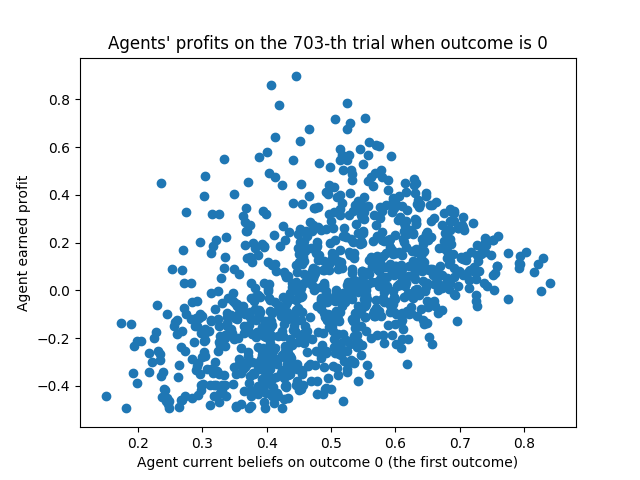 Agents' profits on the 703-th trial when outcome is 0
Agent earned profit
0.8
0.6
0.4
0.2
0.0
−0.2
−0.4
0.2 0.3 0.4 0.5 0.6 0.7 0.8
Agent current beliefs on outcome 0 (the first outcome)